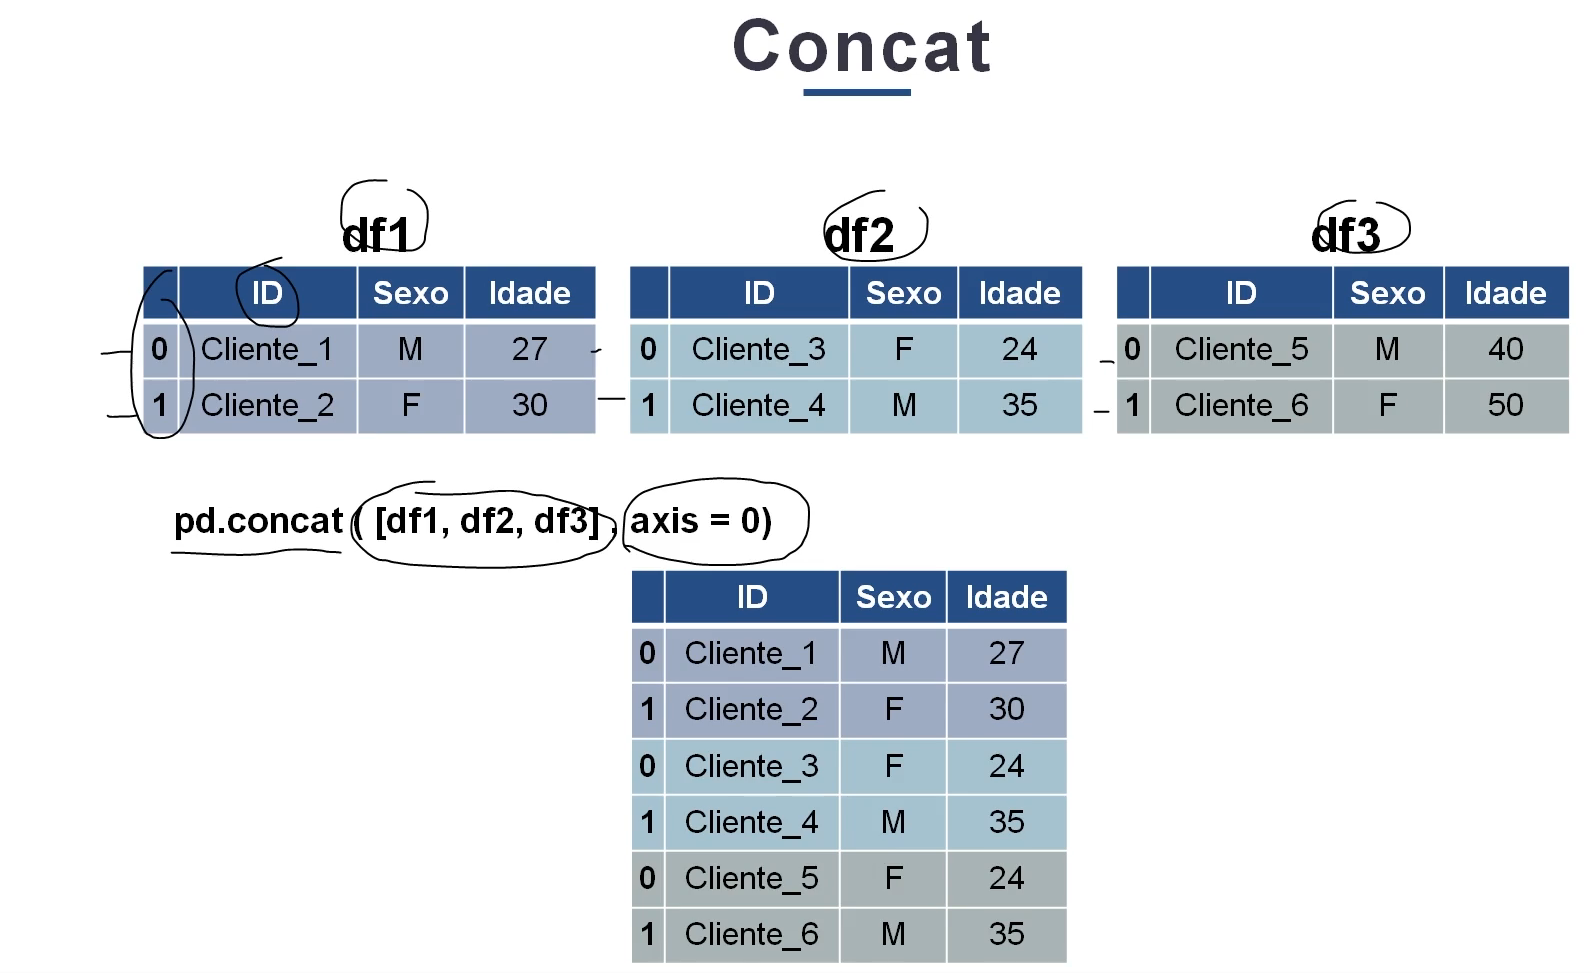 Concat
df1 df2 df3
ID Sexo Idade ID Sexo Idade ID Sexo Idade
0 Cliente_1 M 27 0 Cliente_3 F 24 0 Cliente_5 M 40
1 Cliente_2 F 30 1 Cliente_4 M 35 1 Cliente_6 F 50
pd.concat ( [df1, df2, df3] , axis = 0)
ID Sexo Idade
0 Cliente_1 M 27
1 Cliente_2 F 30
0 Cliente_3 F 24
1 Cliente_4 M 35
0 Cliente_5 F 24
1 Cliente_6 M 35